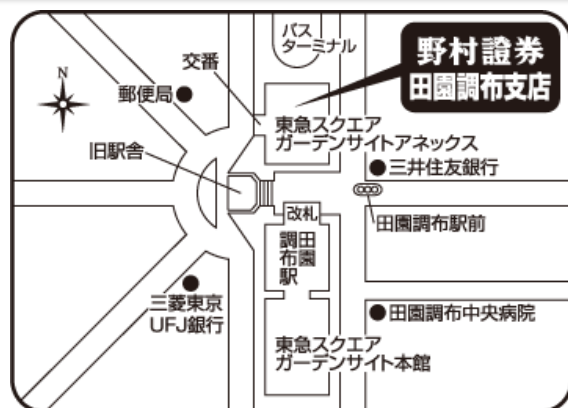 バス
ターミナル
野村證券
田園調布支店
交番
N
郵便局
東急スクエア
ガーデンサイトアネックス
旧駅舎
三井住友銀行
改札
田園調布駅前
田園
調布駅
三菱東京
UFJ銀行
田園調布中央病院
東急スクエア
ガーデンサイト本館